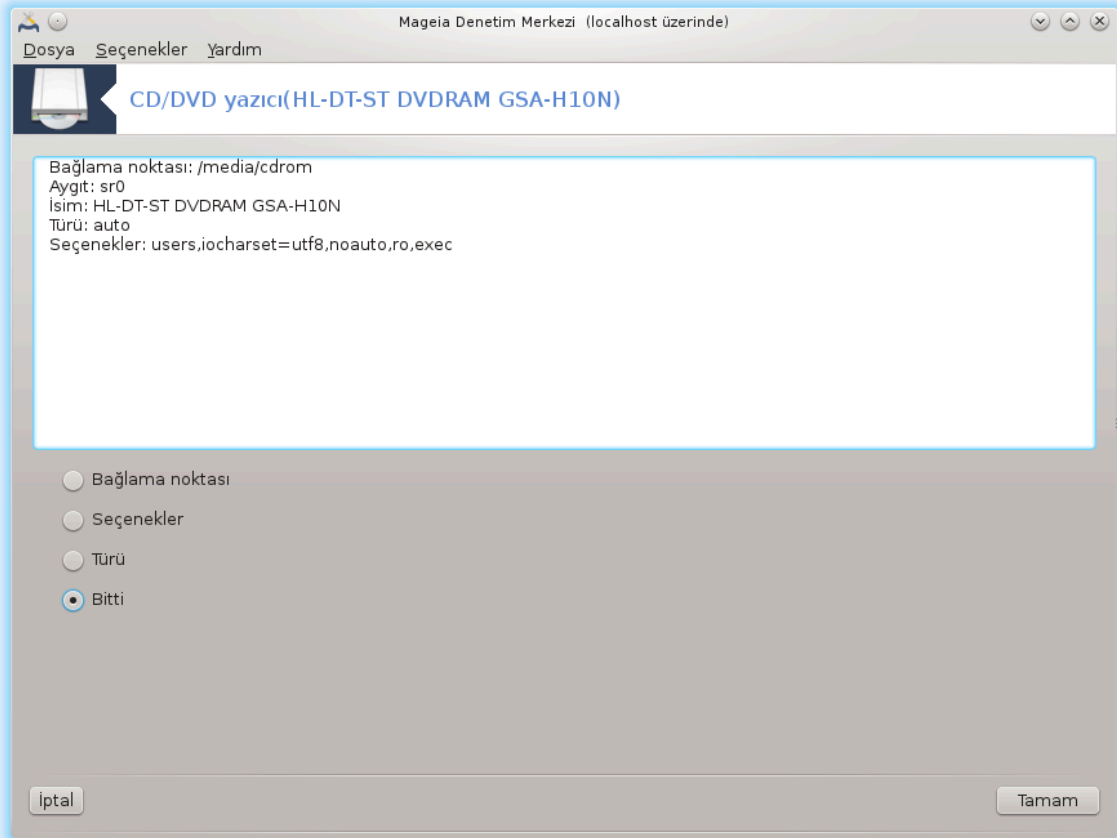 Mageia Denetim Merkezi (localhost üzerinde)
Dosya Seçenekler Yardım
CD/DVD yazıcı(HL-DT-ST DVDRAM GSA-H10N)
Bağlama noktası: /media/cdrom
Aygıt: sr0
İsim: HL-DT-ST DVDRAM GSA-H10N
Türü: auto
Seçenekler: users,iocharset=utf8,noauto,ro,exec
Bağlama noktası
Seçenekler
Türü
Bitti
İptal Tamam